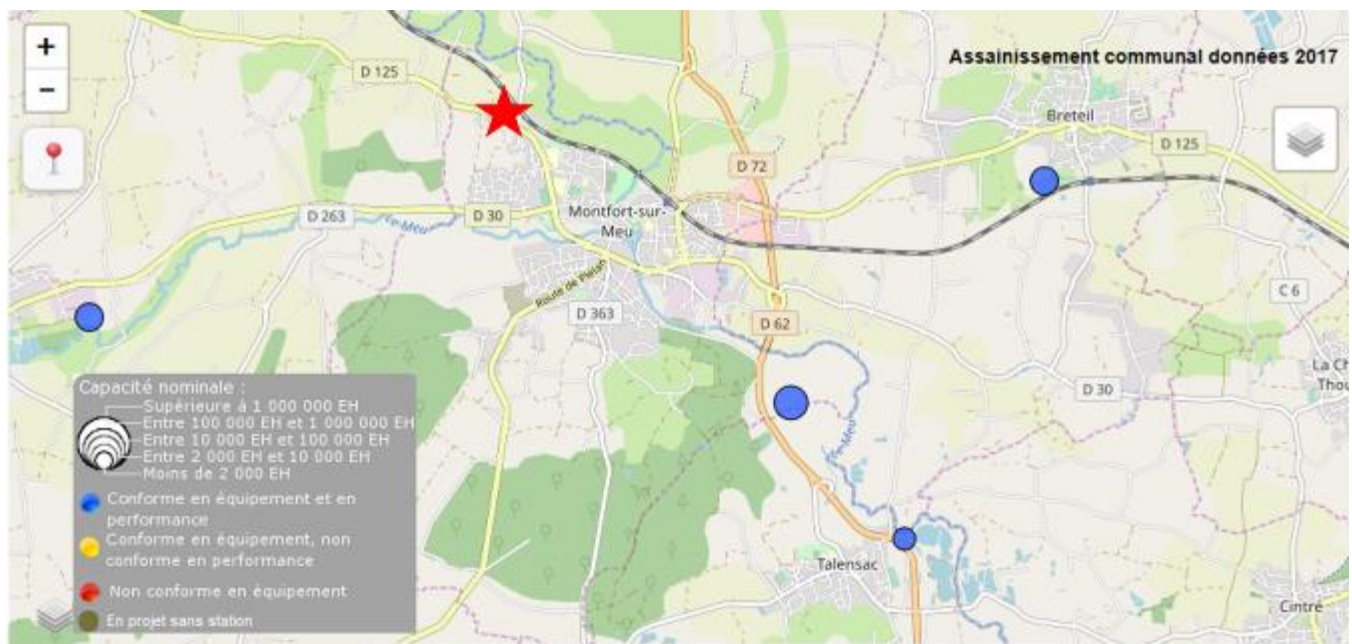 +
−
Assainissement communal données 2017
D 125
Breteil
D 125
D 72
D 263
D 30
Montfort-sur-
Meu
Le Meu
Route de Plélan
D 363
D 62
C 6
D 30
La Ch
Thou
Le Meu
Talensac
Cintré
Capacité nominale :
Supérieure à 1 000 000 EH
Entre 100 000 EH et 1 000 000 EH
Entre 10 000 EH et 100 000 EH
Entre 2 000 EH et 10 000 EH
Moins de 2 000 EH
Conforme en équipement et en
performance
Conforme en équipement, non
conforme en performance
Non conforme en équipement
En projet sans station